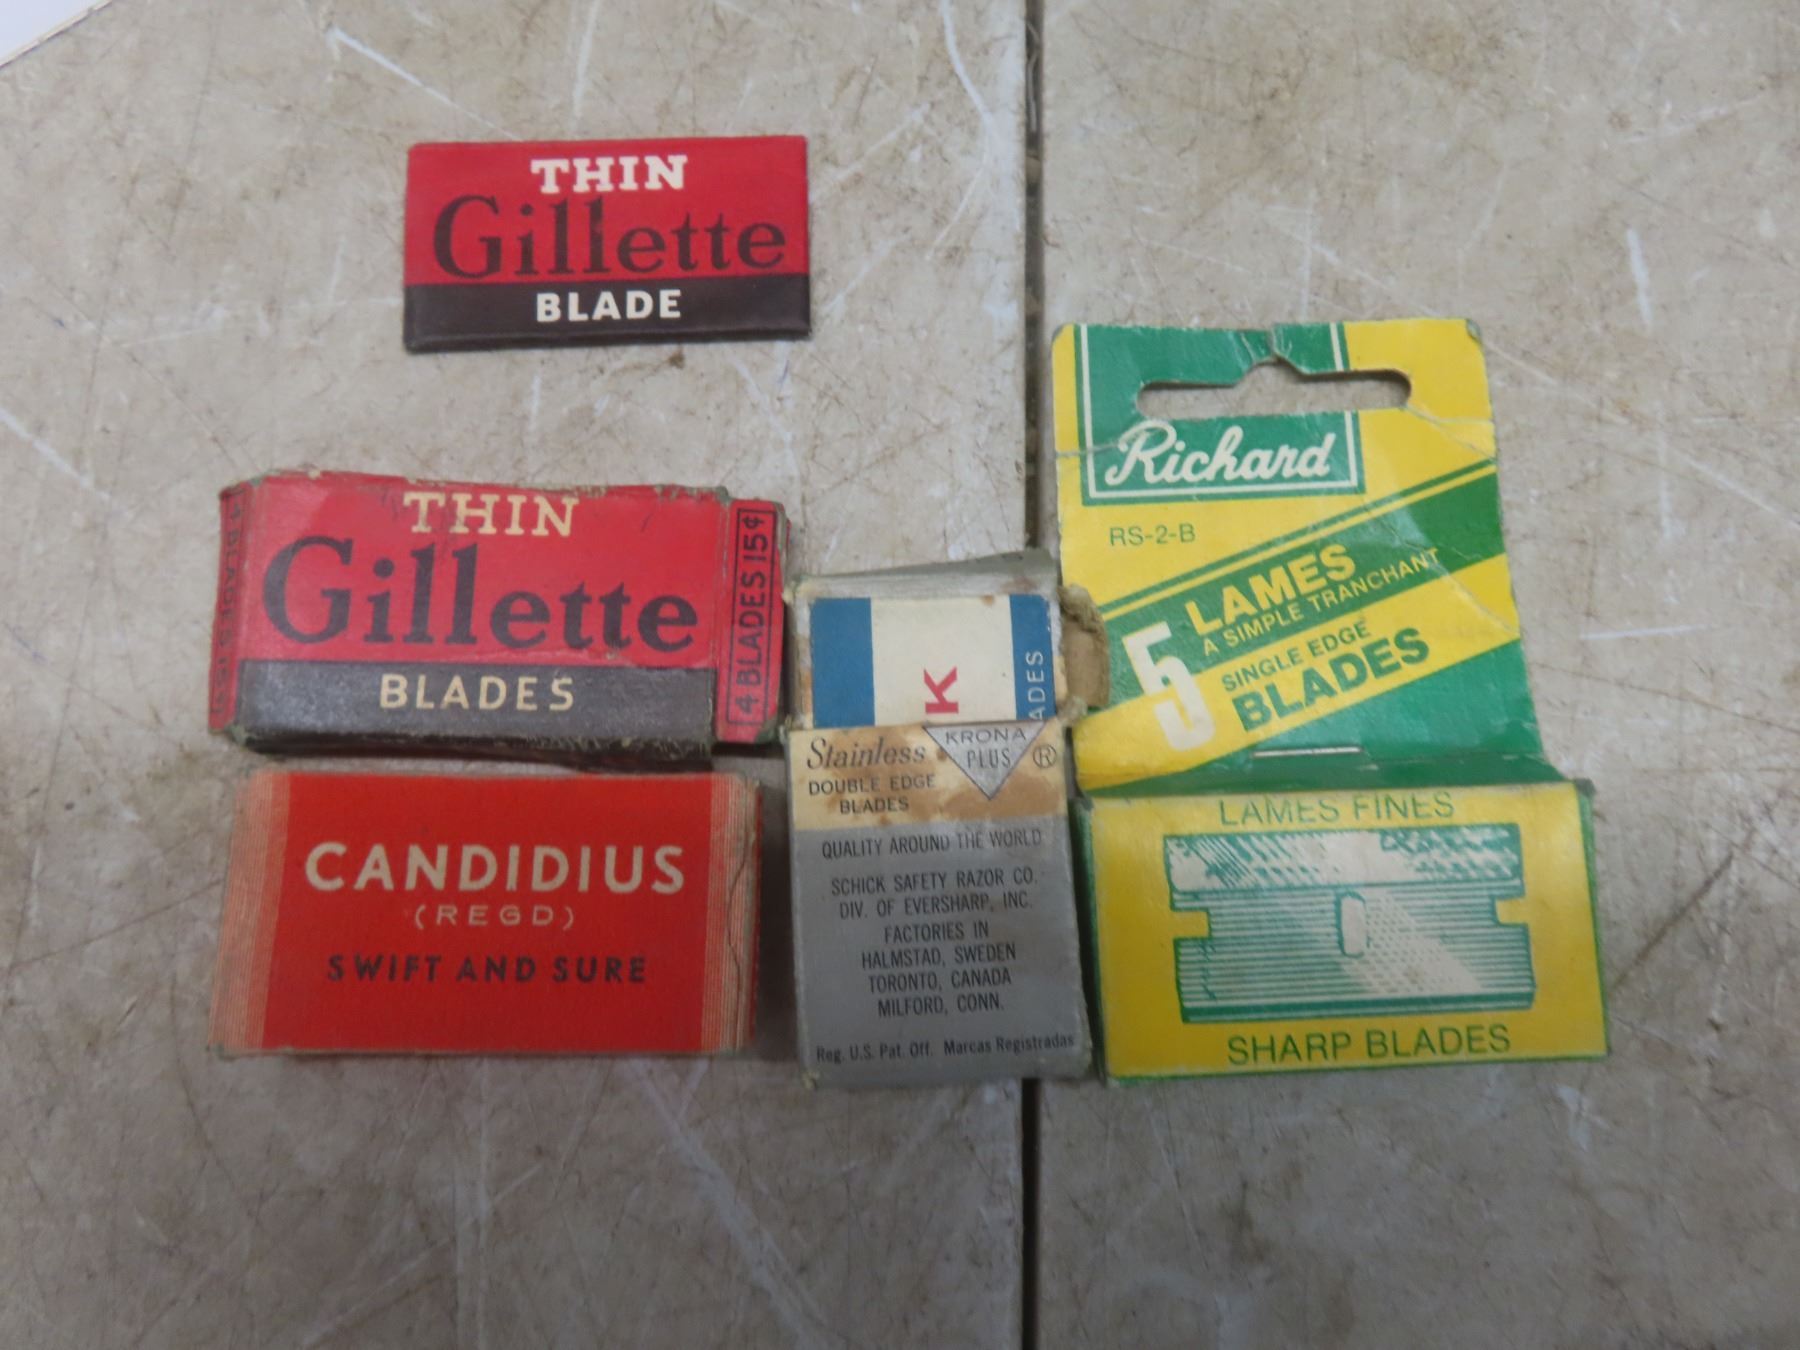 THIN
Gillette
BLADE
THIN
Gillette
BLADES
4 BLADES 15¢
4 BLADES 15¢
CANDIDIUS
(REGD)
SWIFT AND SURE
K
ADES
Stainless
DOUBLE EDGE
BLADES
KRONA
PLUS ®
QUALITY AROUND THE WORLD
SCHICK SAFETY RAZOR CO.
DIV. OF EVERSHARP, INC.
FACTORIES IN
HALMSTAD, SWEDEN
TORONTO, CANADA
MILFORD, CONN.
Reg. U.S. Pat. Off. Marcas Registradas
Richard
RS-2-B
5 LAMES
A SIMPLE TRANCHANT
SINGLE EDGE
BLADES
LAMES FINES
SHARP BLADES